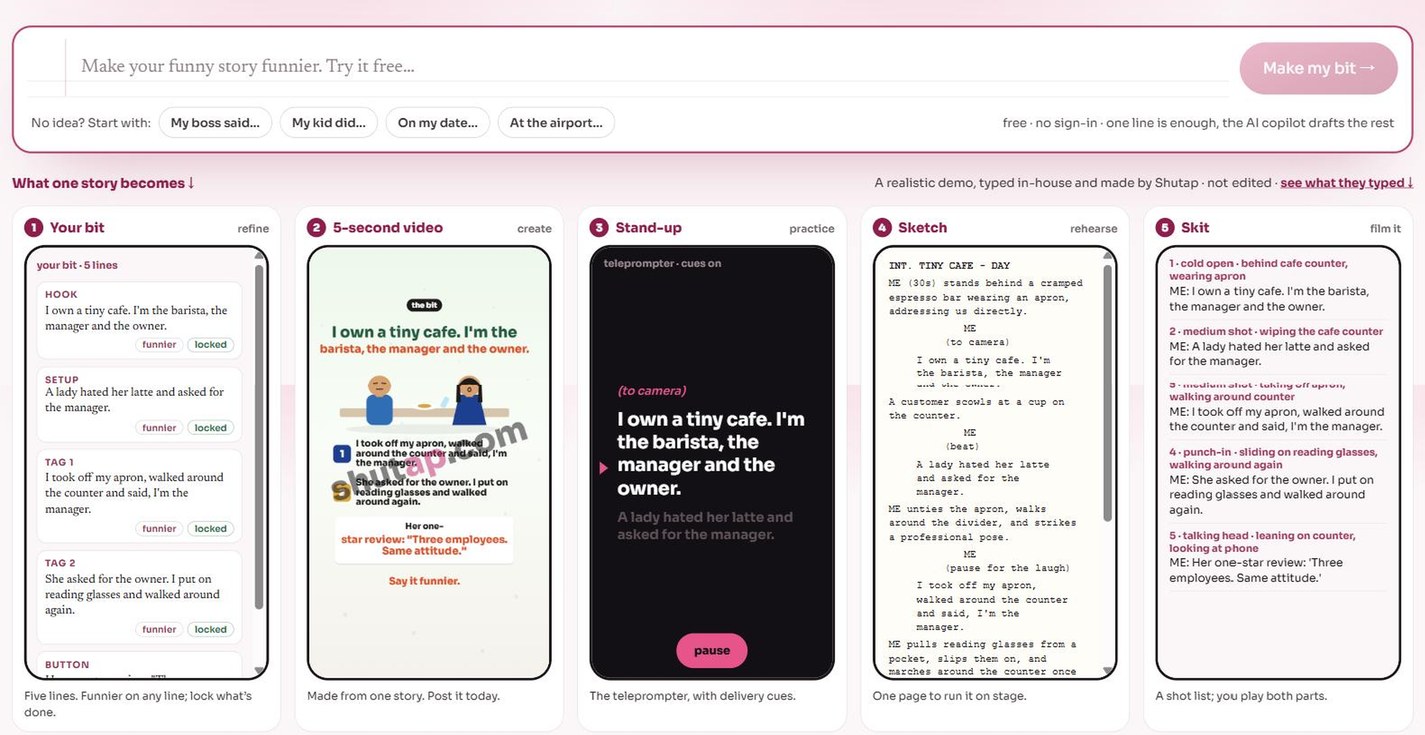 Make your funny story funnier. Try it free...
Make my bit →
No idea? Start with:
My boss said...
My kid did...
On my date...
At the airport...
free · no sign-in · one line is enough, the AI copilot drafts the rest
What one story becomes ↓
A realistic demo, typed in-house and made by Shutap · not edited · see what they typed ↓
1 Your bit
refine
your bit · 5 lines
HOOK
I own a tiny cafe. I'm the barista, the
manager and the owner.
funnier
locked
SETUP
A lady hated her latte and asked for
the manager.
funnier
locked
TAG 1
I took off my apron, walked around
the counter and said, I'm the
manager.
funnier
locked
TAG 2
She asked for the owner. I put on
reading glasses and walked around
again.
funnier
locked
BUTTON
Five lines. Funnier on any line; lock what's
done.
2 5-second video
create
the bit
I own a tiny cafe. I'm the
barista, the manager and the owner.
1
I took off my apron, walked
around the counter and said, I'm
the manager.
She asked for the owner. I put on
reading glasses and walked
around again.
shutap.com
Her one-
star review: "Three employees.
Same attitude."
Say it funnier.
Made from one story. Post it today.
3 Stand-up
practice
teleprompter · cues on
(to camera)
I own a tiny cafe. I'm
the barista, the
manager and the
owner.
A lady hated her latte and
asked for the manager.
pause
The teleprompter, with delivery cues.
4 Sketch
rehearse
INT. TINY CAFE - DAY
ME (30s) stands behind a cramped
espresso bar wearing an apron,
addressing us directly.
ME
(to camera)
I own a tiny cafe. I'm
the barista, the manager
and the owner.
A customer scowls at a cup on
the counter.
ME
(beat)
A lady hated her latte
and asked for the
manager.
ME unties the apron, walks
around the divider, and strikes
a professional pose.
ME
(pause for the laugh)
I took off my apron,
walked around the counter
and said, I'm the
manager.
ME pulls reading glasses from a
pocket, slips them on, and
marches around the counter once
One page to run it on stage.
5 Skit
film it
1 · cold open · behind cafe counter,
wearing apron
ME: I own a tiny cafe. I'm the barista,
the manager and the owner.
2 · medium shot · wiping the cafe counter
ME: A lady hated her latte and asked
for the manager.
3 · medium shot · taking off apron,
walking around counter
ME: I took off my apron, walked around
the counter and said, I'm the manager.
4 · punch-in · sliding on reading glasses,
walking around again
ME: She asked for the owner. I put on
reading glasses and walked around
again.
5 · talking head · leaning on counter,
looking at phone
ME: Her one-star review: 'Three
employees. Same attitude.'
A shot list; you play both parts.